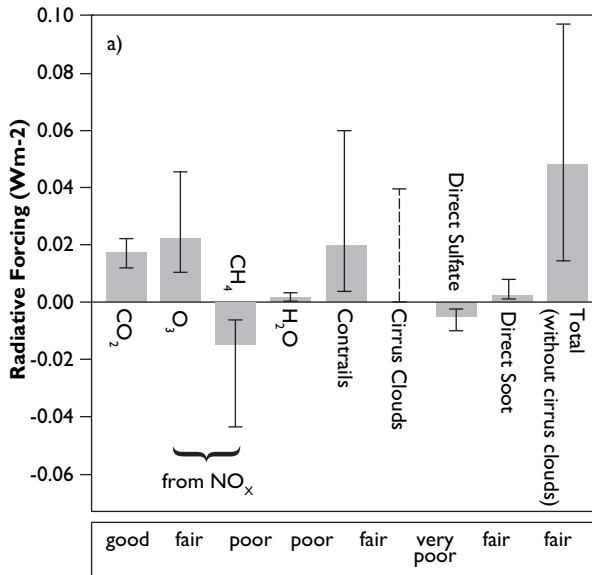 a)
Radiative Forcing (Wm-2)
0.10
0.08
0.06
0.04
0.02
0.00
-0.02
-0.04
-0.06
CO2
O3
CH4
H2O
Contrails
Cirrus Clouds
Direct Sulfate
Direct Soot
Total
(without cirrus clouds)
from NOX
good fair poor poor fair very poor fair fair